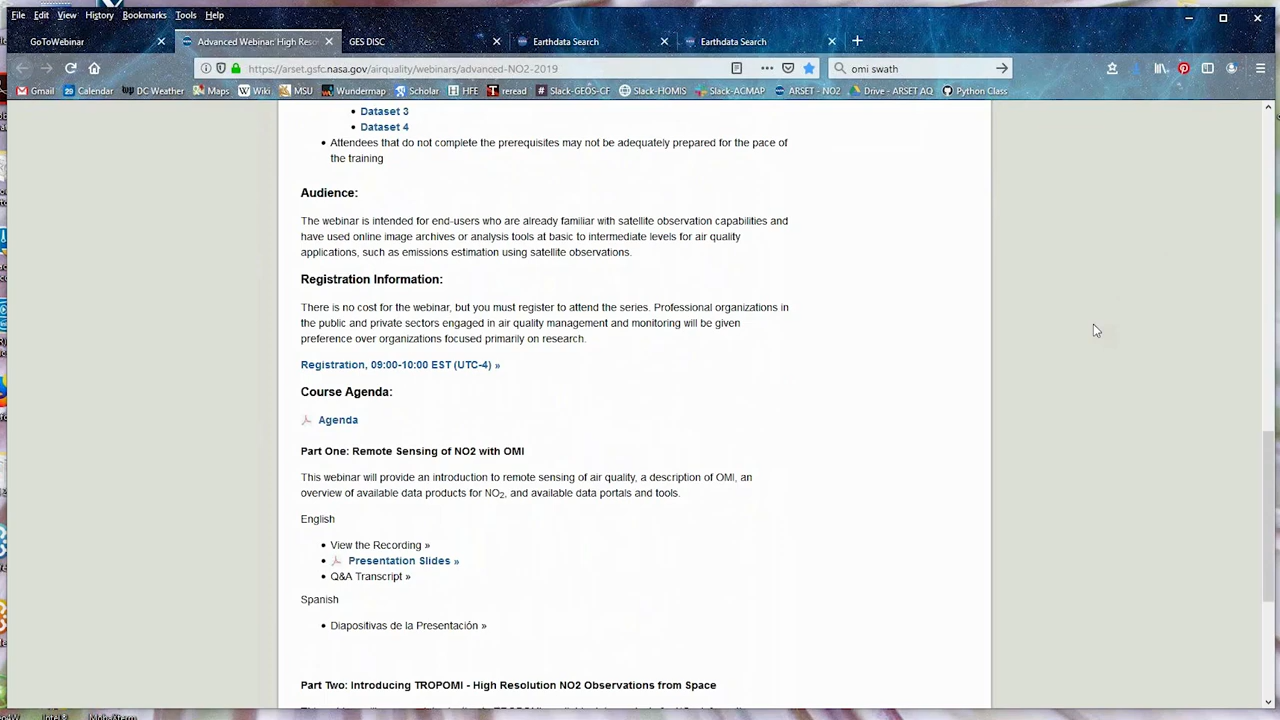 File Edit View History Bookmarks Tools Help
GoToWebinar
Advanced Webinar: High Reso
GES DISC
Earthdata Search
Earthdata Search
https://arset.gsfc.nasa.gov/airquality/webinars/advanced-NO2-2019
omi swath
Gmail Calendar DC Weather Maps Wiki MSU Wundermap Scholar HFE reread Slack-GEOS-CF Slack-HOMIS Slack-ACMAP ARSET - NO2 Drive - ARSET AQ Python Class
• Dataset 3
• Dataset 4
• Attendees that do not complete the prerequisites may not be adequately prepared for the pace of
the training
Audience:
The webinar is intended for end-users who are already familiar with satellite observation capabilities and
have used online image archives or analysis tools at basic to intermediate levels for air quality
applications, such as emissions estimation using satellite observations.
Registration Information:
There is no cost for the webinar, but you must register to attend the series. Professional organizations in
the public and private sectors engaged in air quality management and monitoring will be given
preference over organizations focused primarily on research.
Registration, 09:00-10:00 EST (UTC-4) »
Course Agenda:
Agenda
Part One: Remote Sensing of NO2 with OMI
This webinar will provide an introduction to remote sensing of air quality, a description of OMI, an
overview of available data products for NO2, and available data portals and tools.
English
• View the Recording »
• Presentation Slides »
• Q&A Transcript »
Spanish
• Diapositivas de la Presentación »
Part Two: Introducing TROPOMI - High Resolution NO2 Observations from Space